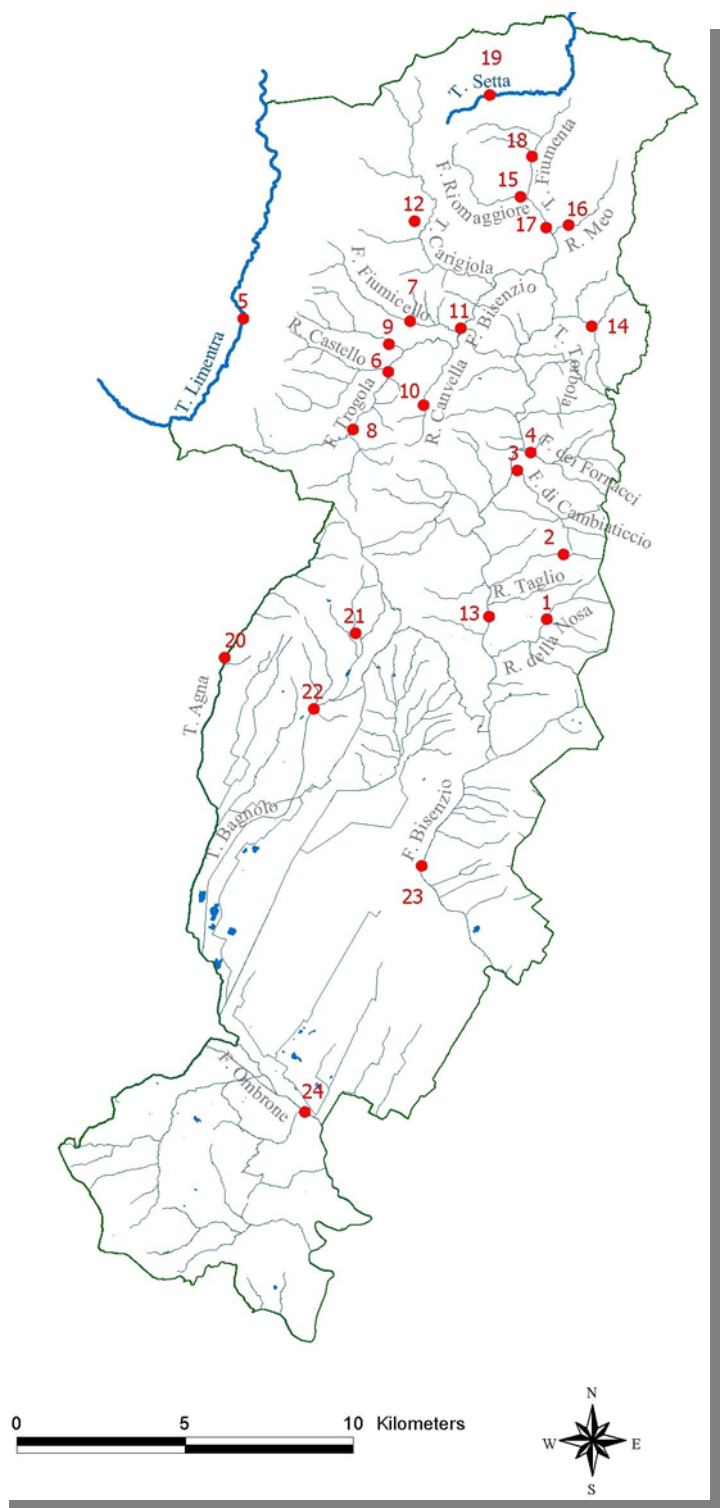 19
T. Setta
18
T. Fiumenta
15
F. Riomaggiore
12
16
17
R. Meo
T. Carigiola
F. Fiumicello
7
11
F. Bisenzio
5
T. Limentra
9
R. Castello
6
14
T. Torbola
10
R. Canvella
F. Trogola
8
4
F. dei Fornacci
3
F. di Cambiaticcio
2
R. Taglio
13
1
R. della Nosa
21
20
T. Agna
22
T. Bagnolo
F. Bisenzio
23
F. Ombrone
24
0
5
10 Kilometers
N
W
E
S